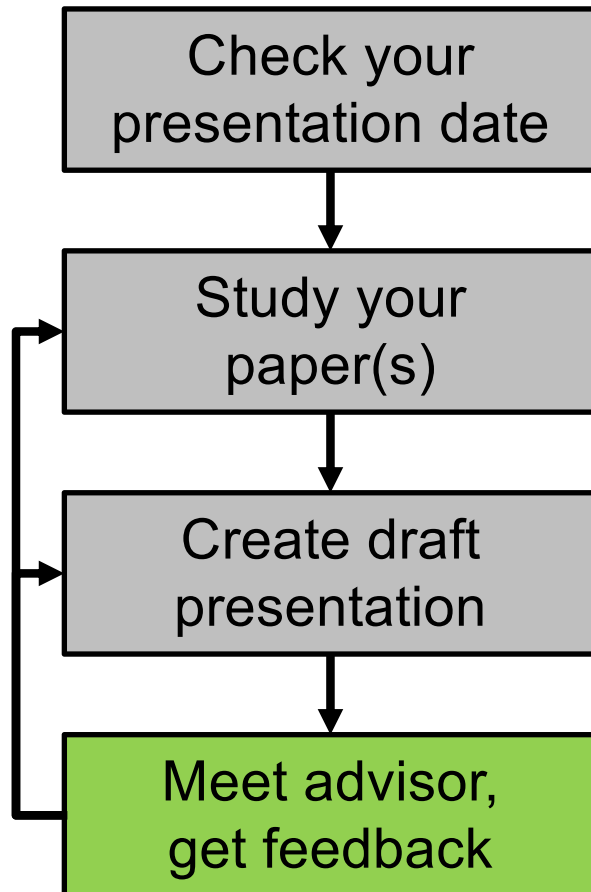 Check your
presentation date
Study your
paper(s)
Create draft
presentation
Meet advisor,
get feedback